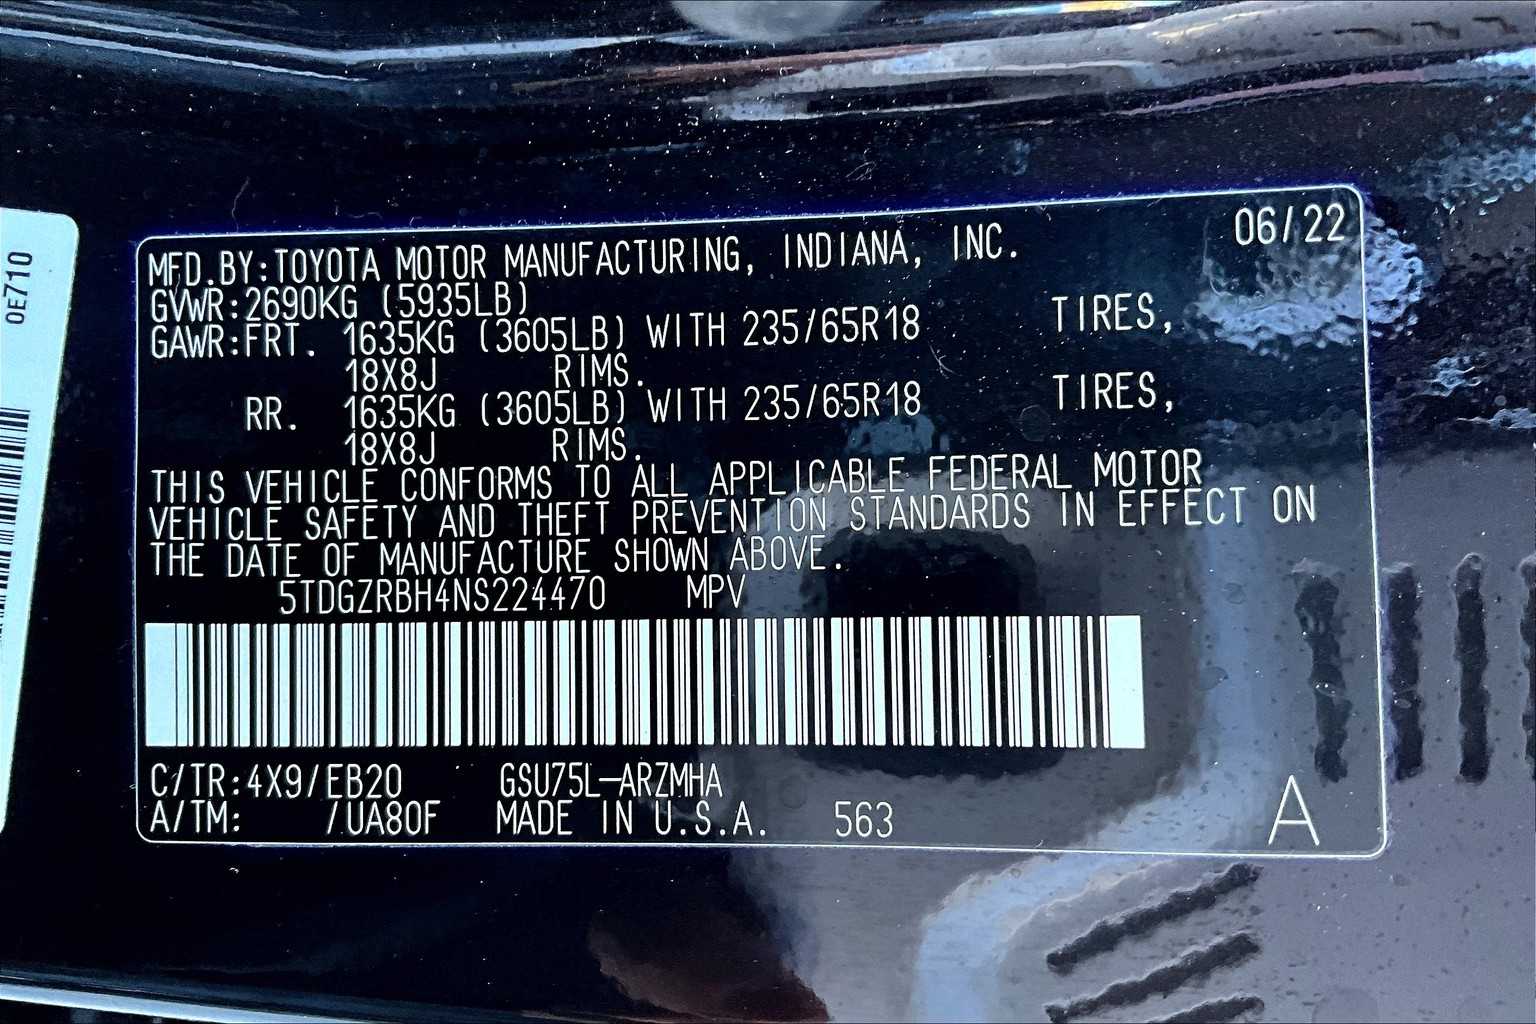 06/22
MFD.BY:TOYOTA MOTOR MANUFACTURING, INDIANA, INC.
GVWR:2690KG (5935LB)
GAWR:FRT. 1635KG (3605LB) WITH 235/65R18 TIRES,
18X8J RIMS.
RR. 1635KG (3605LB) WITH 235/65R18 TIRES,
18X8J RIMS.
THIS VEHICLE CONFORMS TO ALL APPLICABLE FEDERAL MOTOR
VEHICLE SAFETY AND THEFT PREVENTION STANDARDS IN EFFECT ON
THE DATE OF MANUFACTURE SHOWN ABOVE.
5TDGZRBH4NS224470 MPV
C/TR:4X9/EB20 GSU75L-ARZMHA
A/TM: /UA80F MADE IN U.S.A. 563
A
0E710